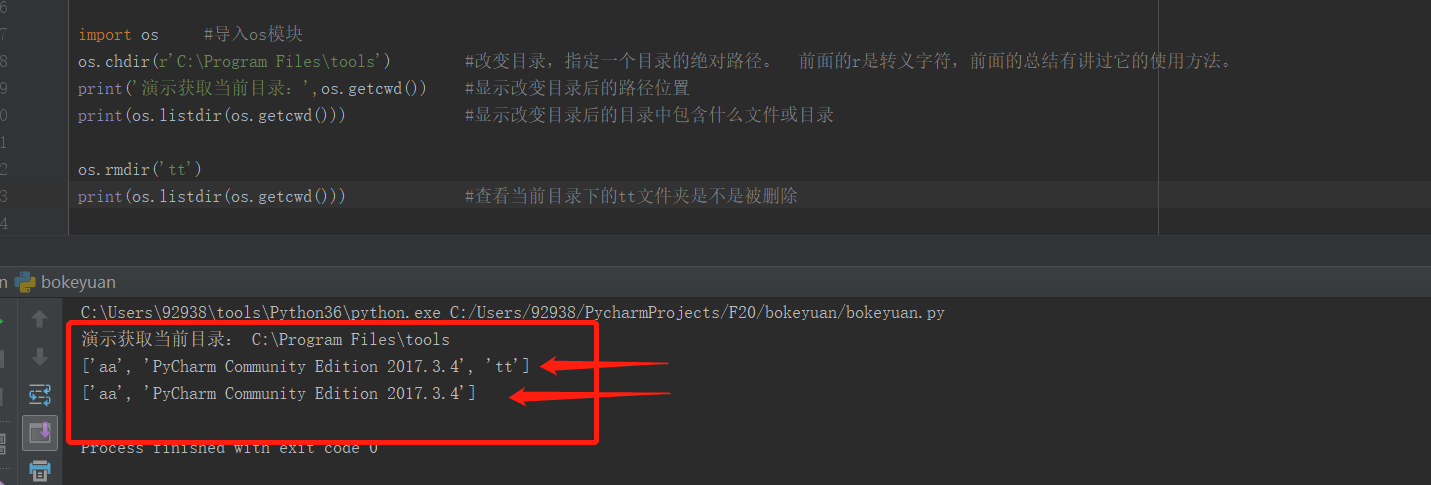 6
7 import os #导入os模块
8 os.chdir(r'C:\Program Files\tools') #改变目录，指定一个目录的绝对路径。 前面的r是转义字符，前面的总结有讲过它的使用方法。
9 print('演示获取当前目录：',os.getcwd()) #显示改变目录后的路径位置
0 print(os.listdir(os.getcwd())) #显示改变目录后的目录中包含什么文件或目录
1
2 os.rmdir('tt')
3 print(os.listdir(os.getcwd())) #查看当前目录下的tt文件夹是不是被删除
4
n bokeyuan
C:\Users\92938\tools\Python36\python.exe C:/Users/92938/PycharmProjects/F20/bokeyuan/bokeyuan.py
演示获取当前目录： C:\Program Files\tools
['aa', 'PyCharm Community Edition 2017.3.4', 'tt']
['aa', 'PyCharm Community Edition 2017.3.4']
Process finished with exit code 0